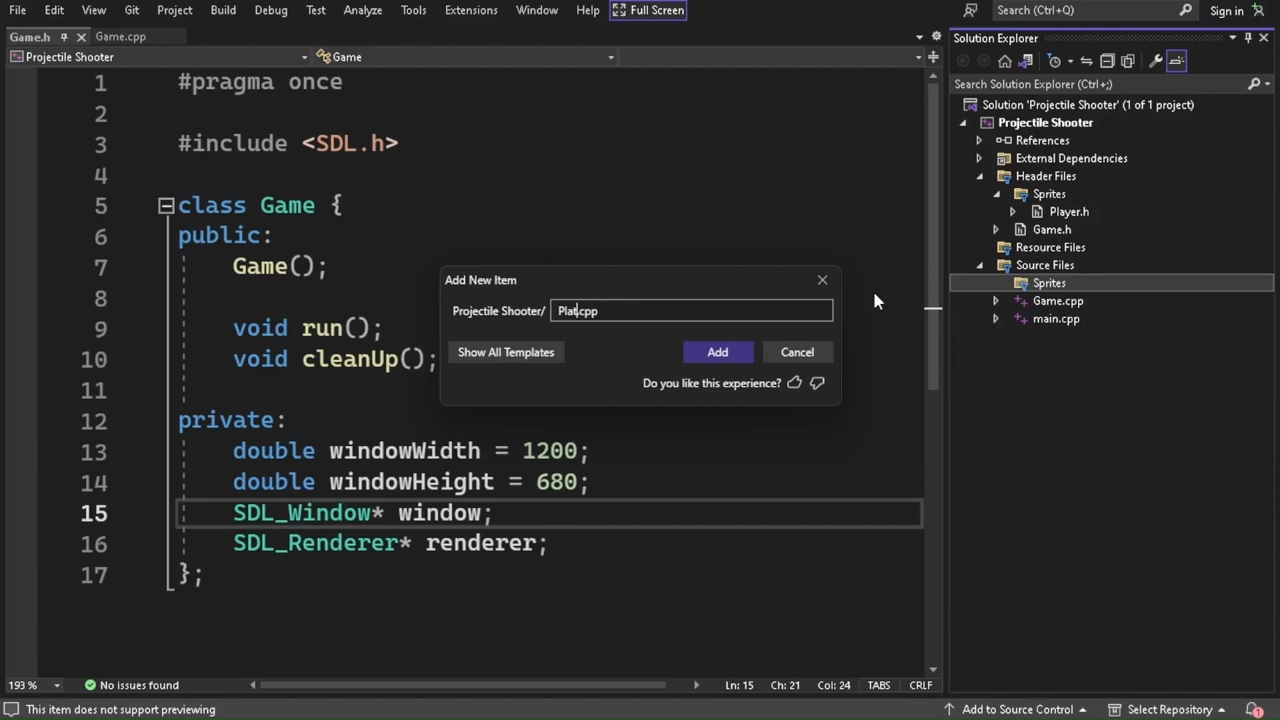 File Edit View Git Project Build Debug Test Analyze Tools Extensions Window Help Full Screen Search (Ctrl+Q) Sign in
Game.h Game.cpp
Projectile Shooter Game
1 #pragma once
2
3 #include <SDL.h>
4
5 class Game {
6 public:
7 Game();
8
9 void run();
10 void cleanUp();
11
12 private:
13 double windowWidth = 1200;
14 double windowHeight = 680;
15 SDL_Window* window;
16 SDL_Renderer* renderer;
17 };
Add New Item
Projectile Shooter/ Plat.cpp
Show All Templates Add Cancel
Do you like this experience?
Solution Explorer
Search Solution Explorer (Ctrl+;)
Solution 'Projectile Shooter' (1 of 1 project)
Projectile Shooter
References
External Dependencies
Header Files
Sprites
Player.h
Game.h
Resource Files
Source Files
Sprites
Game.cpp
main.cpp
193 % No issues found Ln: 15 Ch: 21 Col: 24 TABS CRLF
This item does not support previewing Add to Source Control Select Repository 1